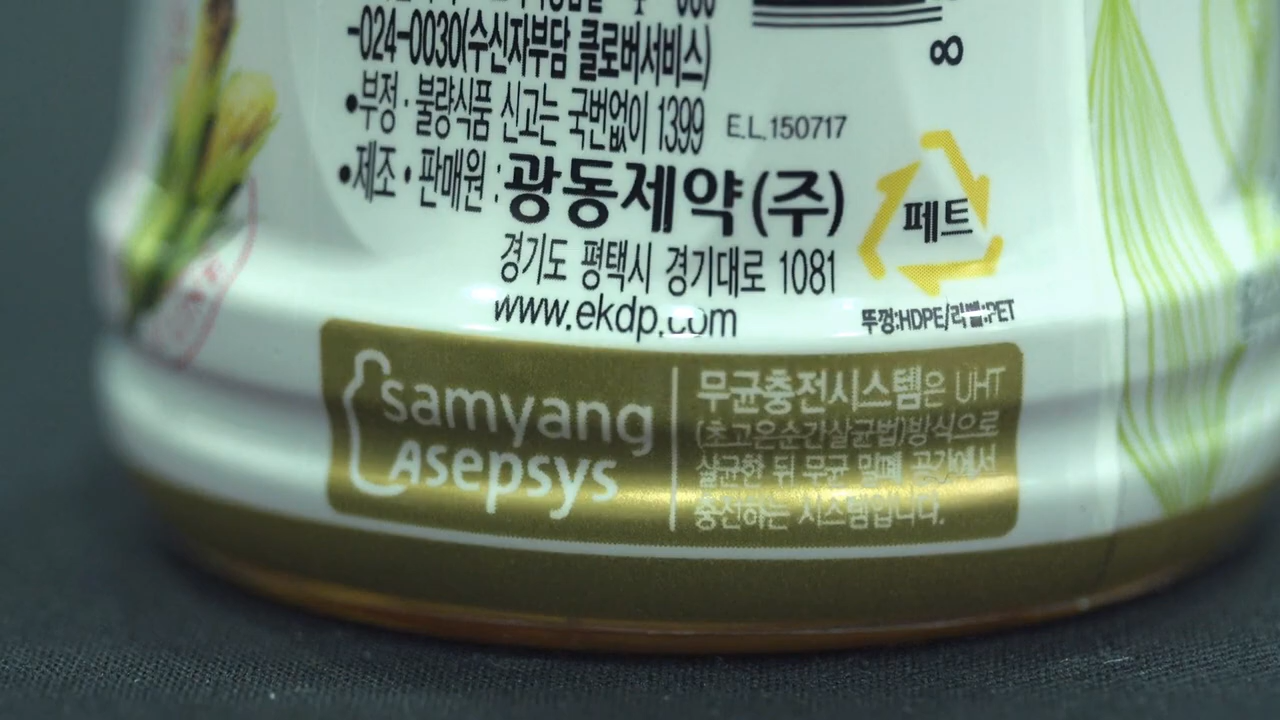 -024-0030(수신자부담 클로버서비스)
•부정·불량식품 신고는 국번없이 1399
E.L.150717
•제조•판매원:광동제약(주)
경기도 평택시 경기대로 1081
www.ekdp.com
8
페트
뚜껑:HDPE/라벨:PET
samyang
Asepsys
무균충전시스템은 UHT
(초고온순간살균법)방식으로
살균한 뒤 무균 밀폐 공간에서
충전하는 시스템입니다.